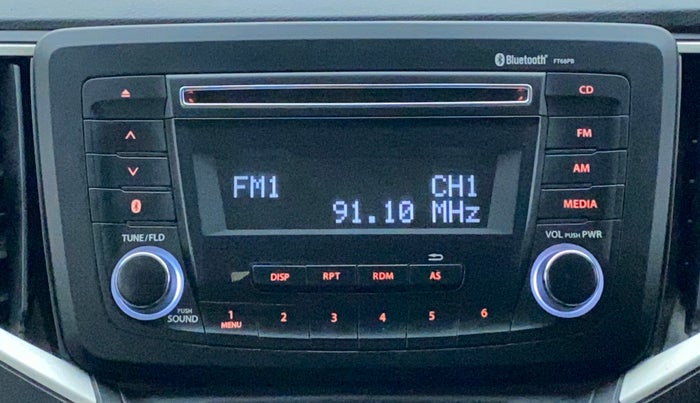 Bluetooth® FT66PB
CD
FM
AM
MEDIA
FM1 CH1
91.10 MHz
TUNE/FLD
VOL PUSH PWR
DISP RPT RDM AS
PUSH
SOUND
1 2 3 4 5 6
MENU